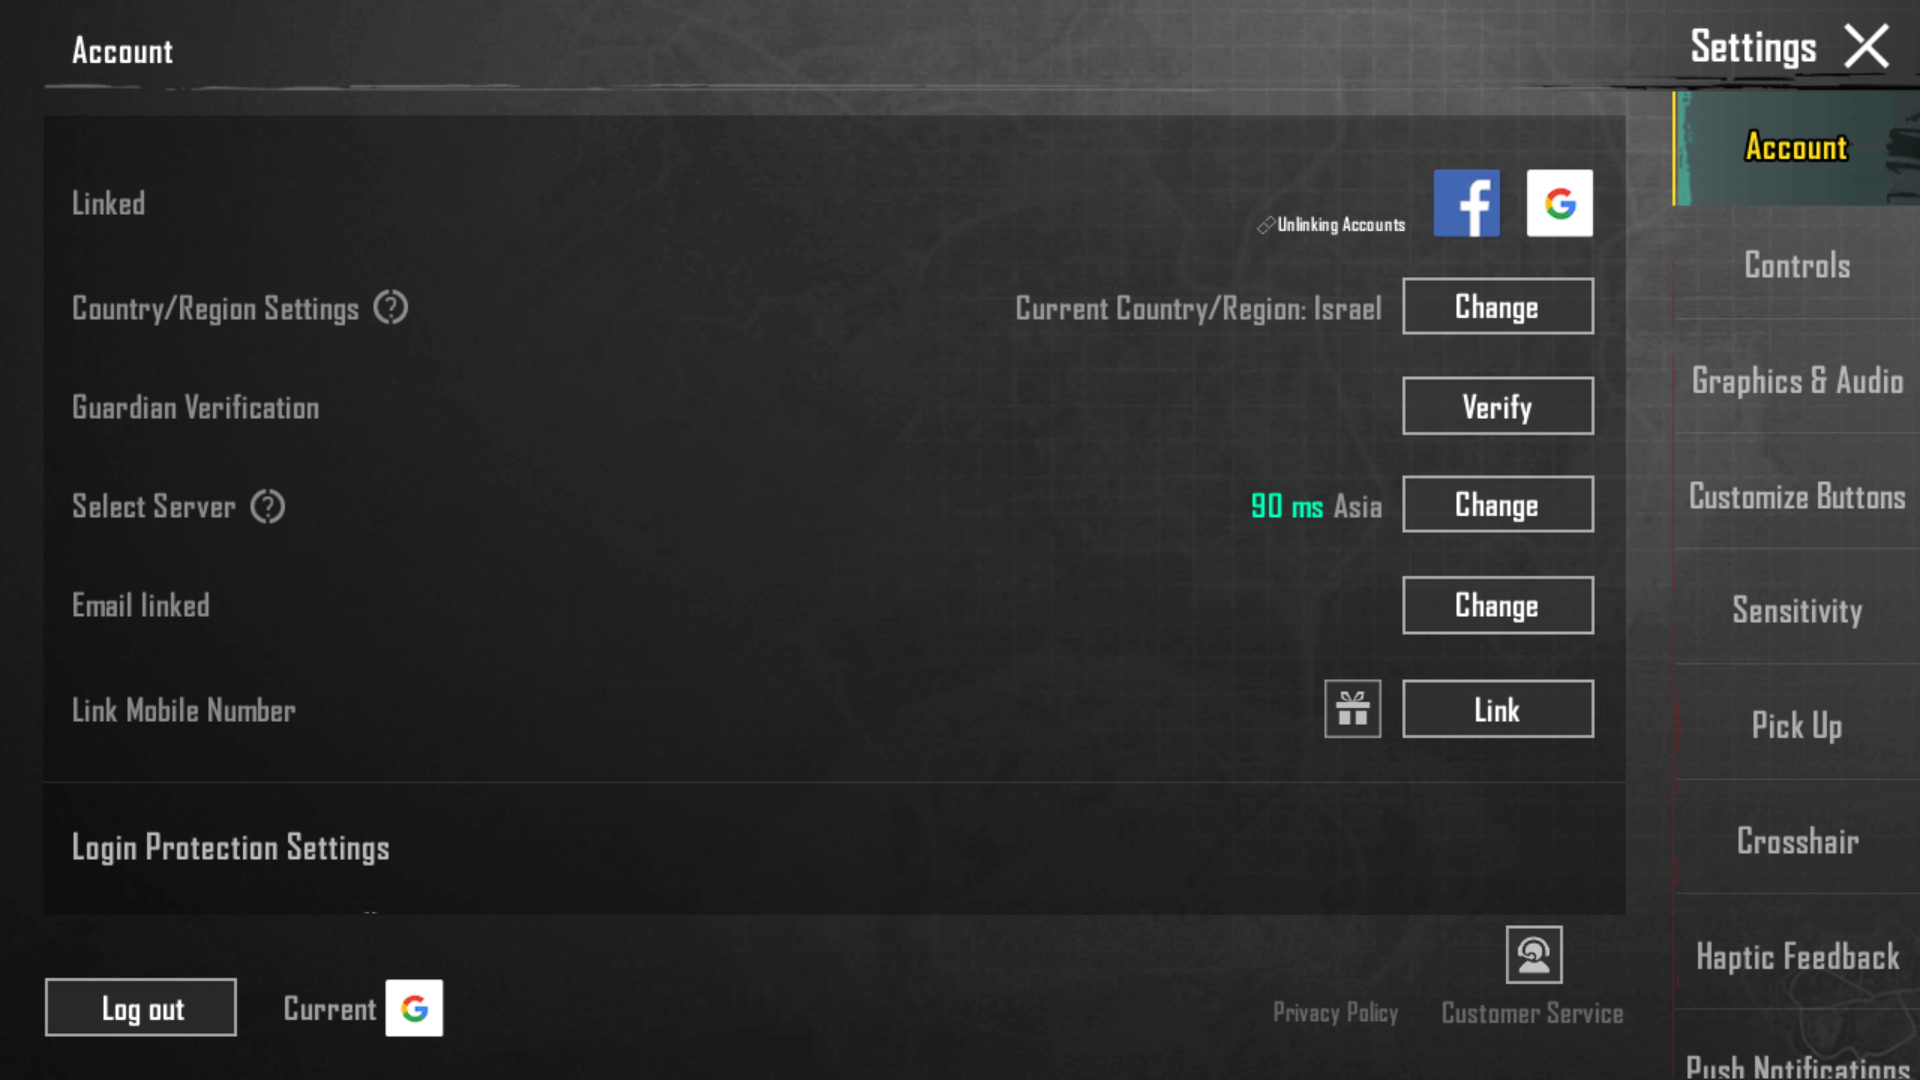 Account
Settings
Account
Linked
Unlinking Accounts
Controls
Country/Region Settings
Current Country/Region: Israel
Change
Graphics & Audio
Guardian Verification
Verify
Customize Buttons
Select Server
90 ms Asia
Change
Email linked
Change
Sensitivity
Link Mobile Number
Link
Pick Up
Login Protection Settings
Crosshair
Haptic Feedback
Log out
Current
Privacy Policy
Customer Service
Push Notifications